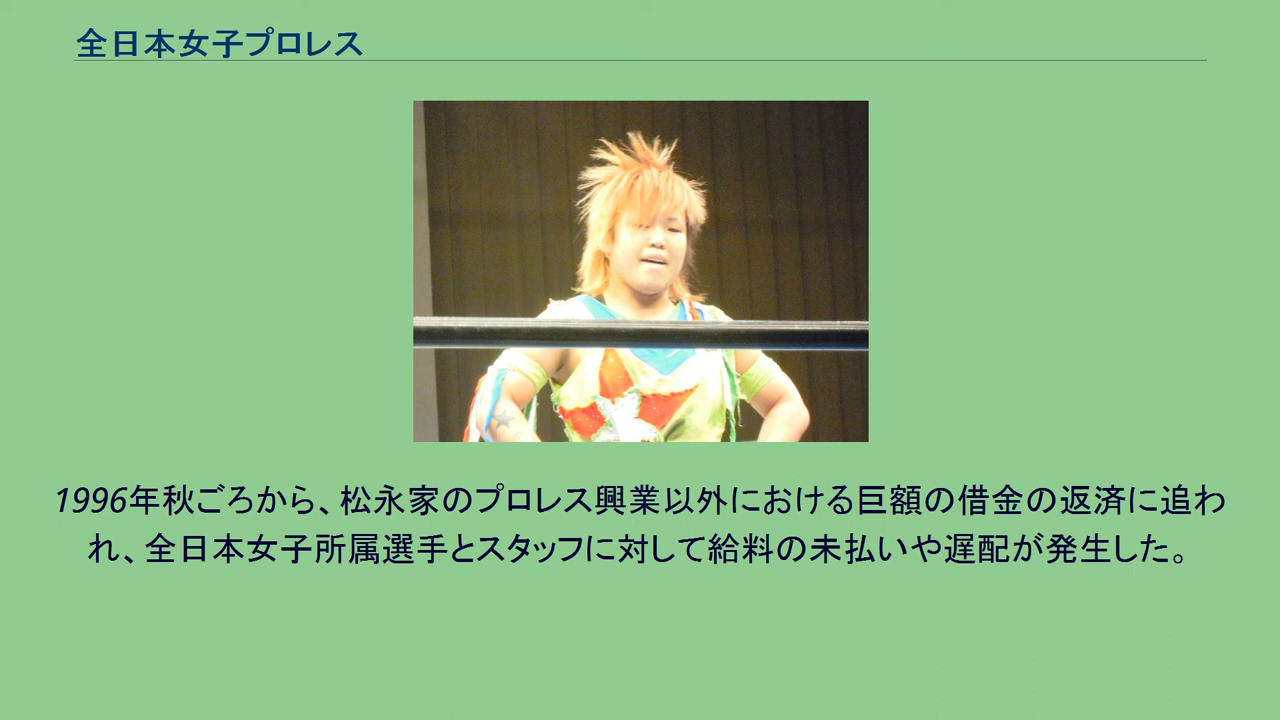 全日本女子プロレス
1996年秋ごろから、松永家のプロレス興業以外における巨額の借金の返済に追わ
れ、全日本女子所属選手とスタッフに対して給料の未払いや遅配が発生した。